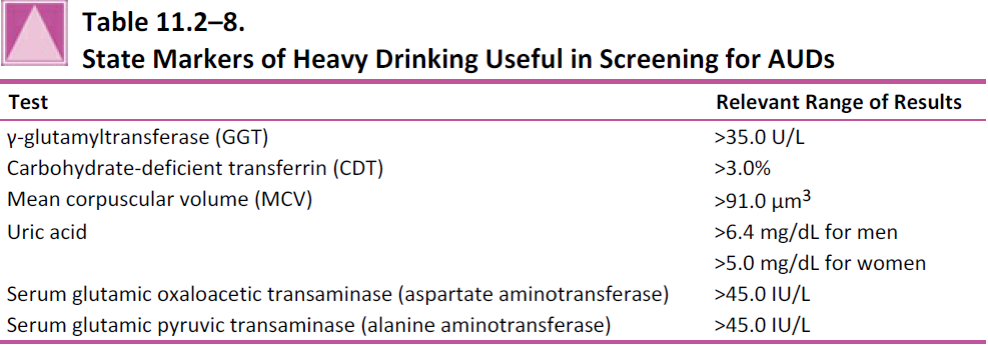 Table 11.2–8.
State Markers of Heavy Drinking Useful in Screening for AUDs
Test Relevant Range of Results
γ-glutamyltransferase (GGT) >35.0 U/L
Carbohydrate-deficient transferrin (CDT) >3.0%
Mean corpuscular volume (MCV) >91.0 μm³
Uric acid >6.4 mg/dL for men
>5.0 mg/dL for women
Serum glutamic oxaloacetic transaminase (aspartate aminotransferase) >45.0 IU/L
Serum glutamic pyruvic transaminase (alanine aminotransferase) >45.0 IU/L